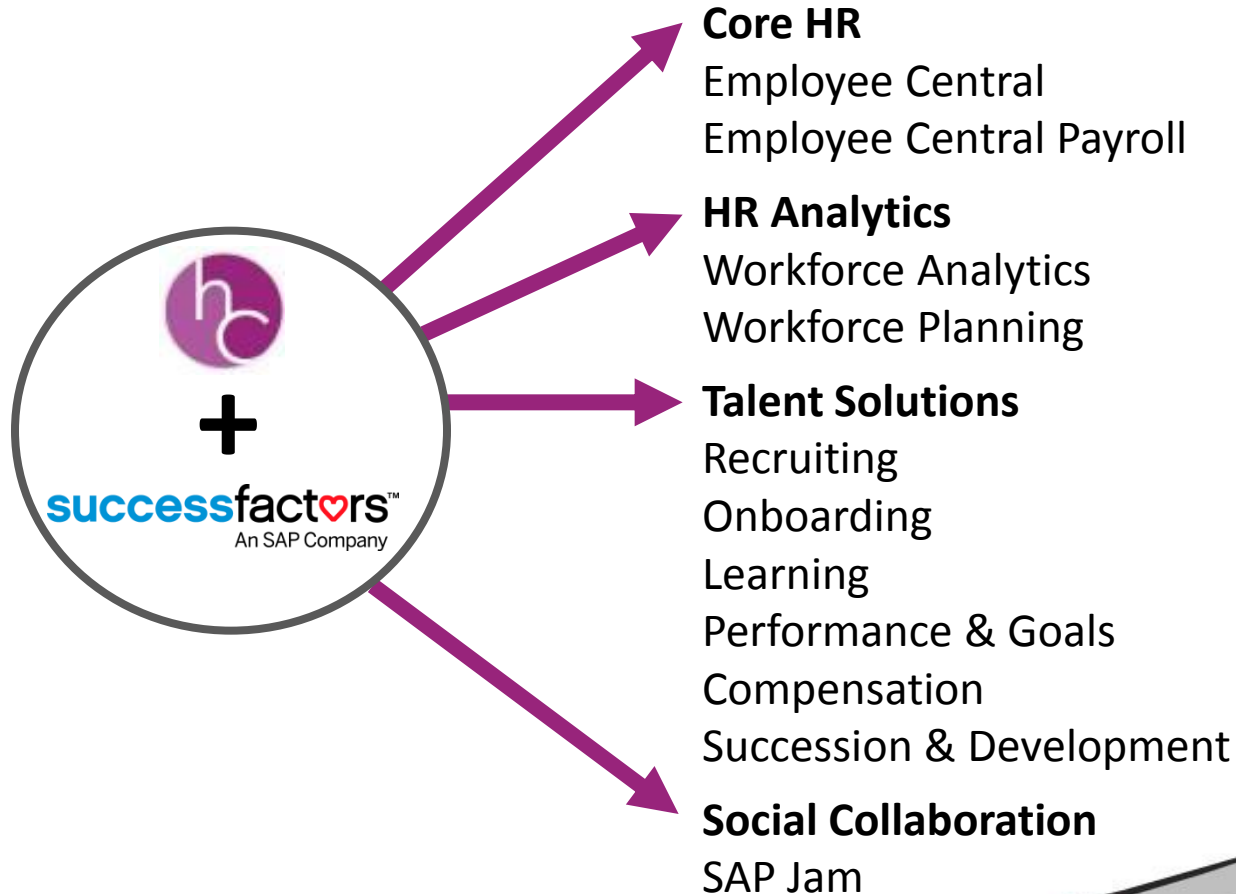 hc
+
successfactors™
An SAP Company
Core HR
Employee Central
Employee Central Payroll
HR Analytics
Workforce Analytics
Workforce Planning
Talent Solutions
Recruiting
Onboarding
Learning
Performance & Goals
Compensation
Succession & Development
Social Collaboration
SAP Jam